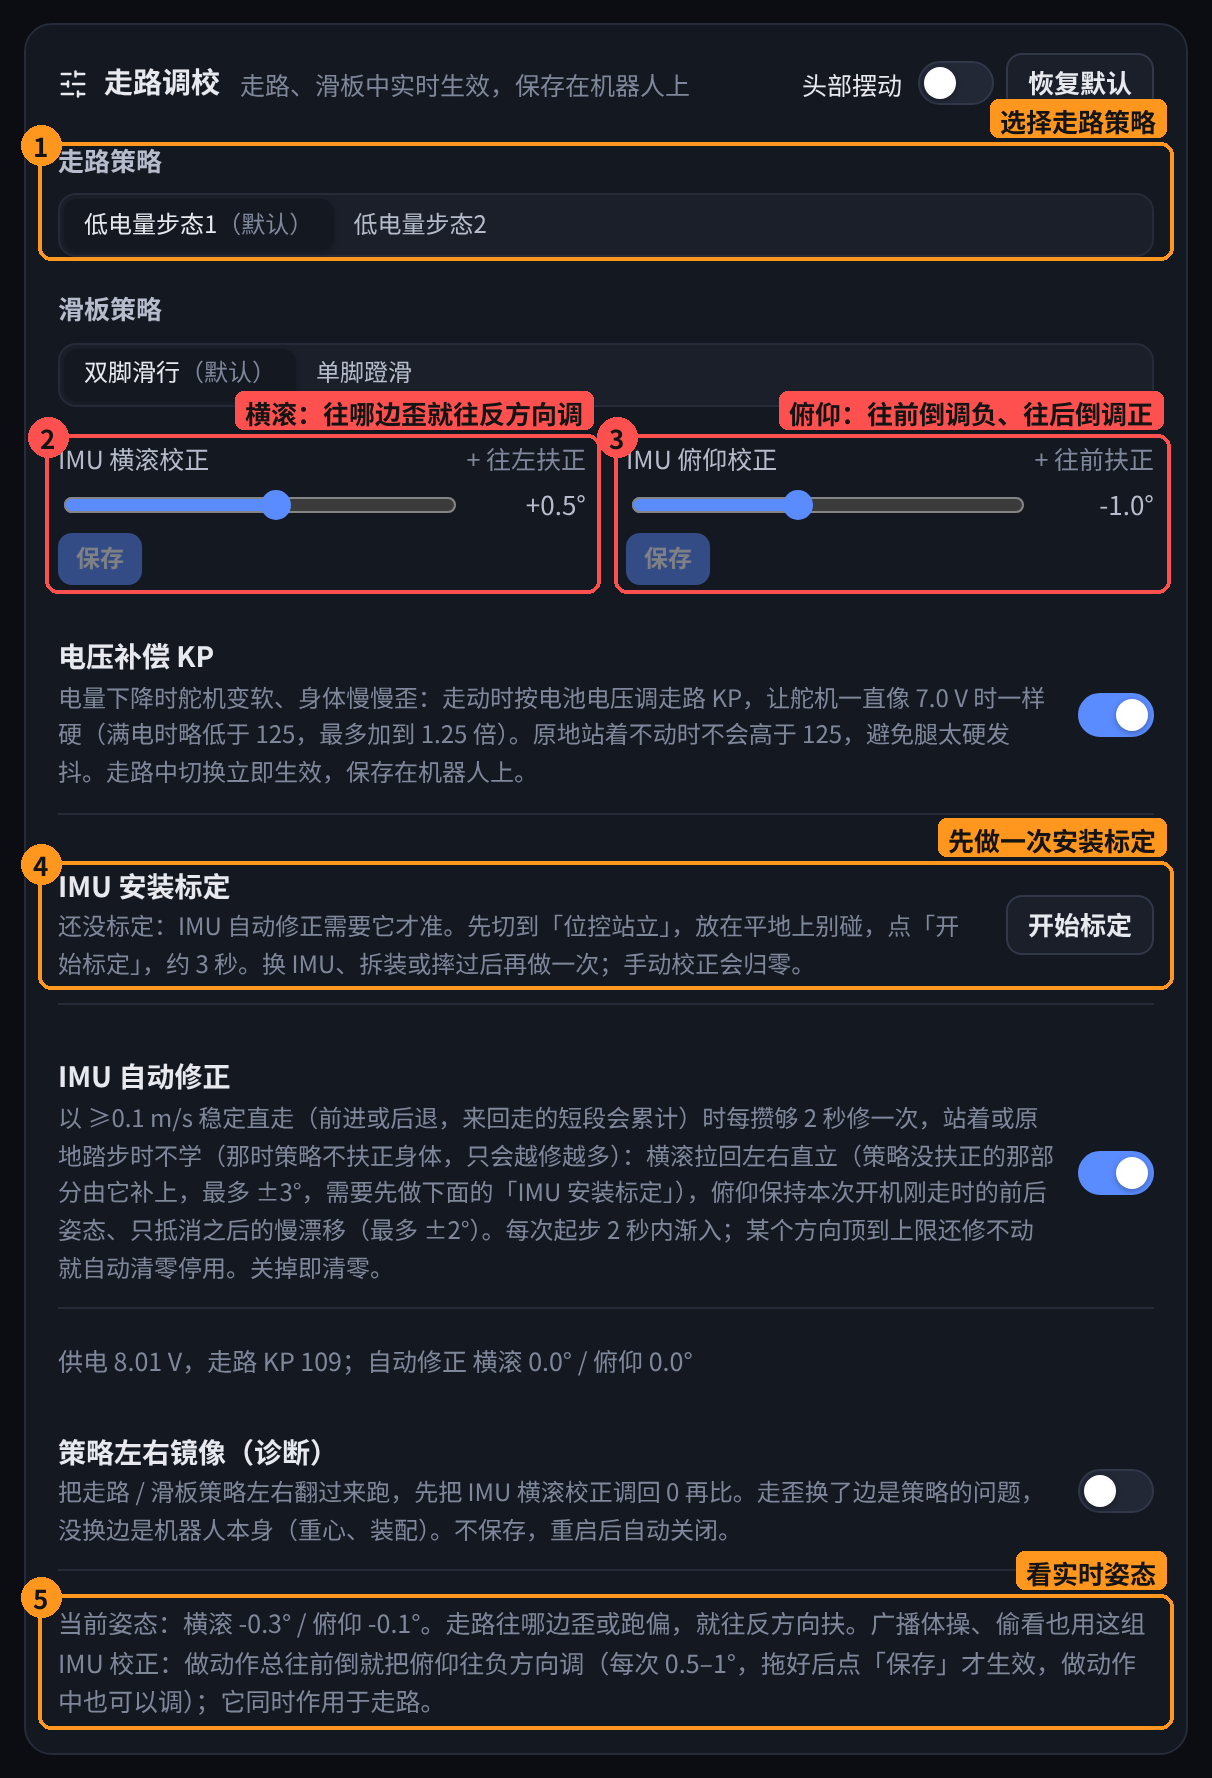 走路调校 走路、滑板中实时生效，保存在机器人上 头部摆动 恢复默认
选择走路策略
1
走路策略
低电量步态1（默认） 低电量步态2
滑板策略
双脚滑行（默认） 单脚蹬滑
横滚：往哪边歪就往反方向调 俯仰：往前倒调负、往后倒调正
2 3
IMU 横滚校正 + 往左扶正 IMU 俯仰校正 + 往前扶正
+0.5° -1.0°
保存 保存
电压补偿 KP
电量下降时舵机变软、身体慢慢歪：走动时按电池电压调走路 KP，让舵机一直像 7.0 V 时一样
硬（满电时略低于 125，最多加到 1.25 倍）。原地站着不动时不会高于 125，避免腿太硬发
抖。走路中切换立即生效，保存在机器人上。
先做一次安装标定
4
IMU 安装标定
还没标定：IMU 自动修正需要它才准。先切到「位控站立」，放在平地上别碰，点「开
始标定」，约 3 秒。换 IMU、拆装或摔过后再做一次；手动校正会归零。
开始标定
IMU 自动修正
以 ≥0.1 m/s 稳定直走（前进或后退，来回走的短段会累计）时每攒够 2 秒修一次，站着或原
地踏步时不学（那时策略不扶正身体，只会越修越多）：横滚拉回左右直立（策略没扶正的那部
分由它补上，最多 ±3°，需要先做下面的「IMU 安装标定」），俯仰保持本次开机刚走时的前后
姿态、只抵消之后的慢漂移（最多 ±2°）。每次起步 2 秒内渐入；某个方向顶到上限还修不动
就自动清零停用。关掉即清零。
供电 8.01 V，走路 KP 109；自动修正 横滚 0.0° / 俯仰 0.0°
策略左右镜像（诊断）
把走路 / 滑板策略左右翻过来跑，先把 IMU 横滚校正调回 0 再比。走歪换了边是策略的问题，
没换边是机器人本身（重心、装配）。不保存，重启后自动关闭。
看实时姿态
5
当前姿态：横滚 -0.3° / 俯仰 -0.1°。走路往哪边歪或跑偏，就往反方向扶。广播体操、偷看也用这组
IMU 校正：做动作总往前倒就把俯仰往负方向调（每次 0.5–1°，拖好后点「保存」才生效，做动作
中也可以调）；它同时作用于走路。